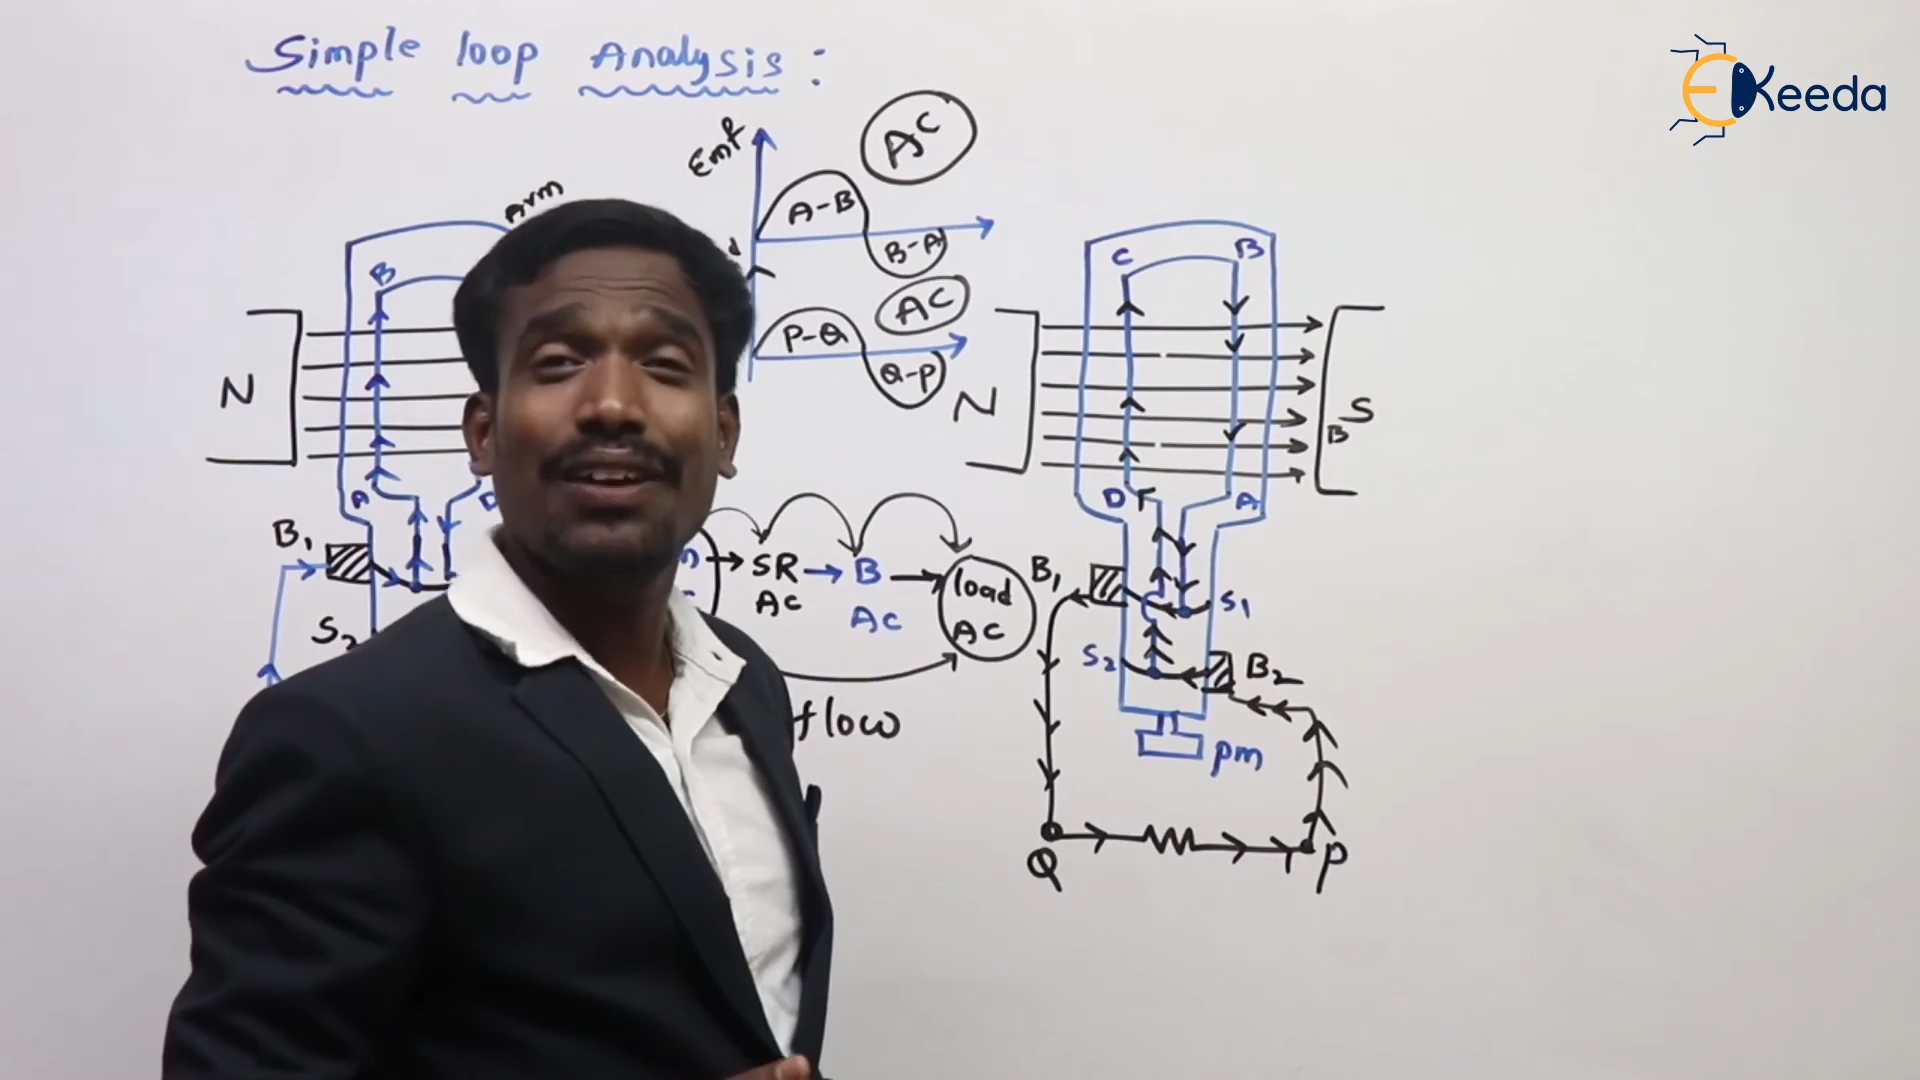 Simple loop Analysis :
EKeeda
Emf
AC
A-B
B-A
Arm
AC
P-Q
Q-P
B
N
A
D
B1
S2
SR
AC
B
AC
load
AC
flow
C
B
N
S
B
D
F
A
B1
S1
S2
B2
pm
Q
P